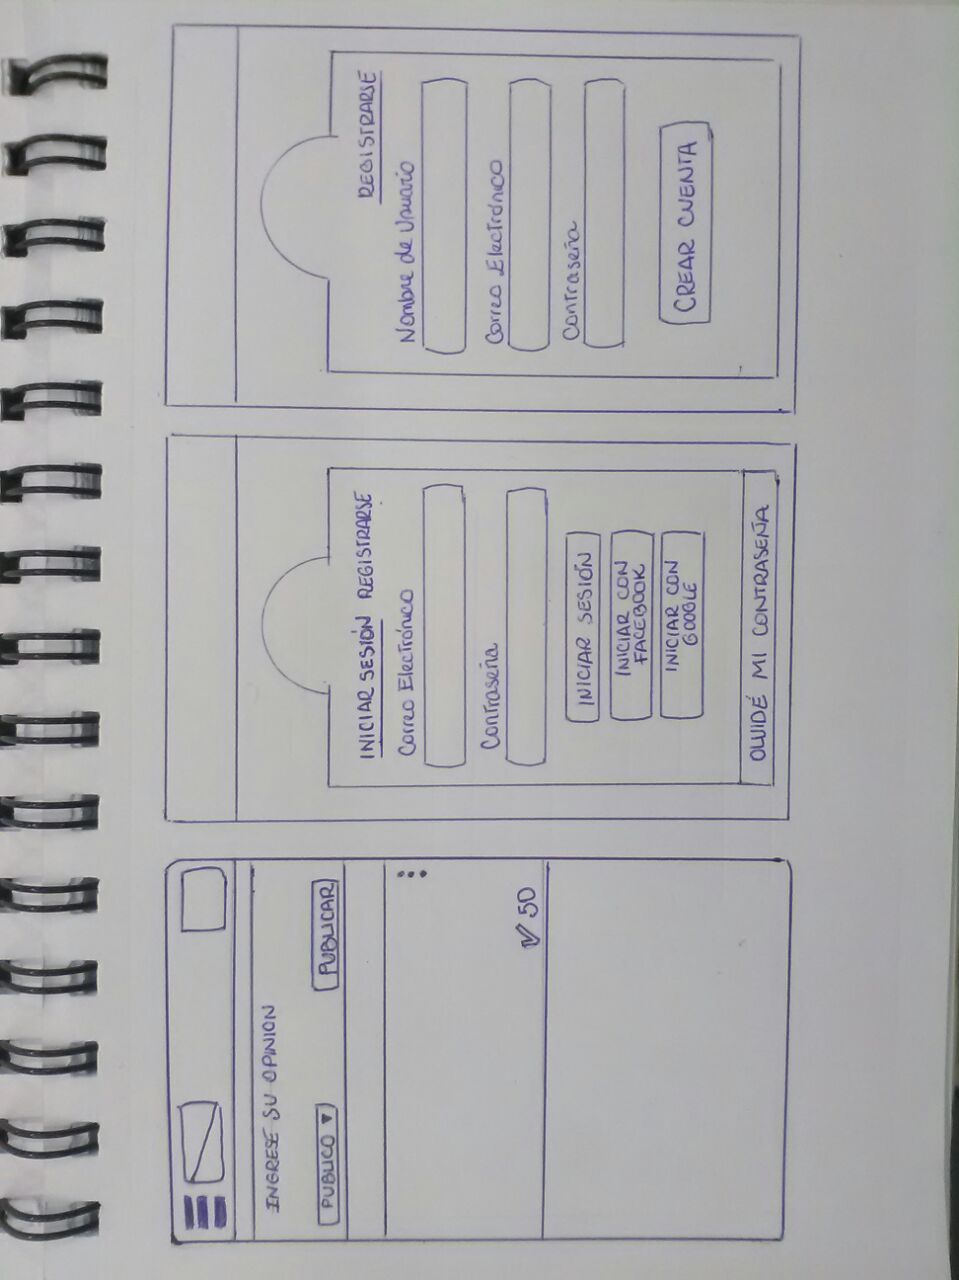 INGRESE SU OPINION
PUBLICO ▼
PUBLICAR
50
INICIAR SESIÓN REGISTRARSE
Correo Electrónico
Contraseña
INICIAR SESIÓN
INICIAR CON
FACEBOOK
INICIAR CON
GOOGLE
OLVIDÉ MI CONTRASEÑA
REGISTRARSE
Nombre de Usuario
Correo Electrónico
Contraseña
CREAR CUENTA